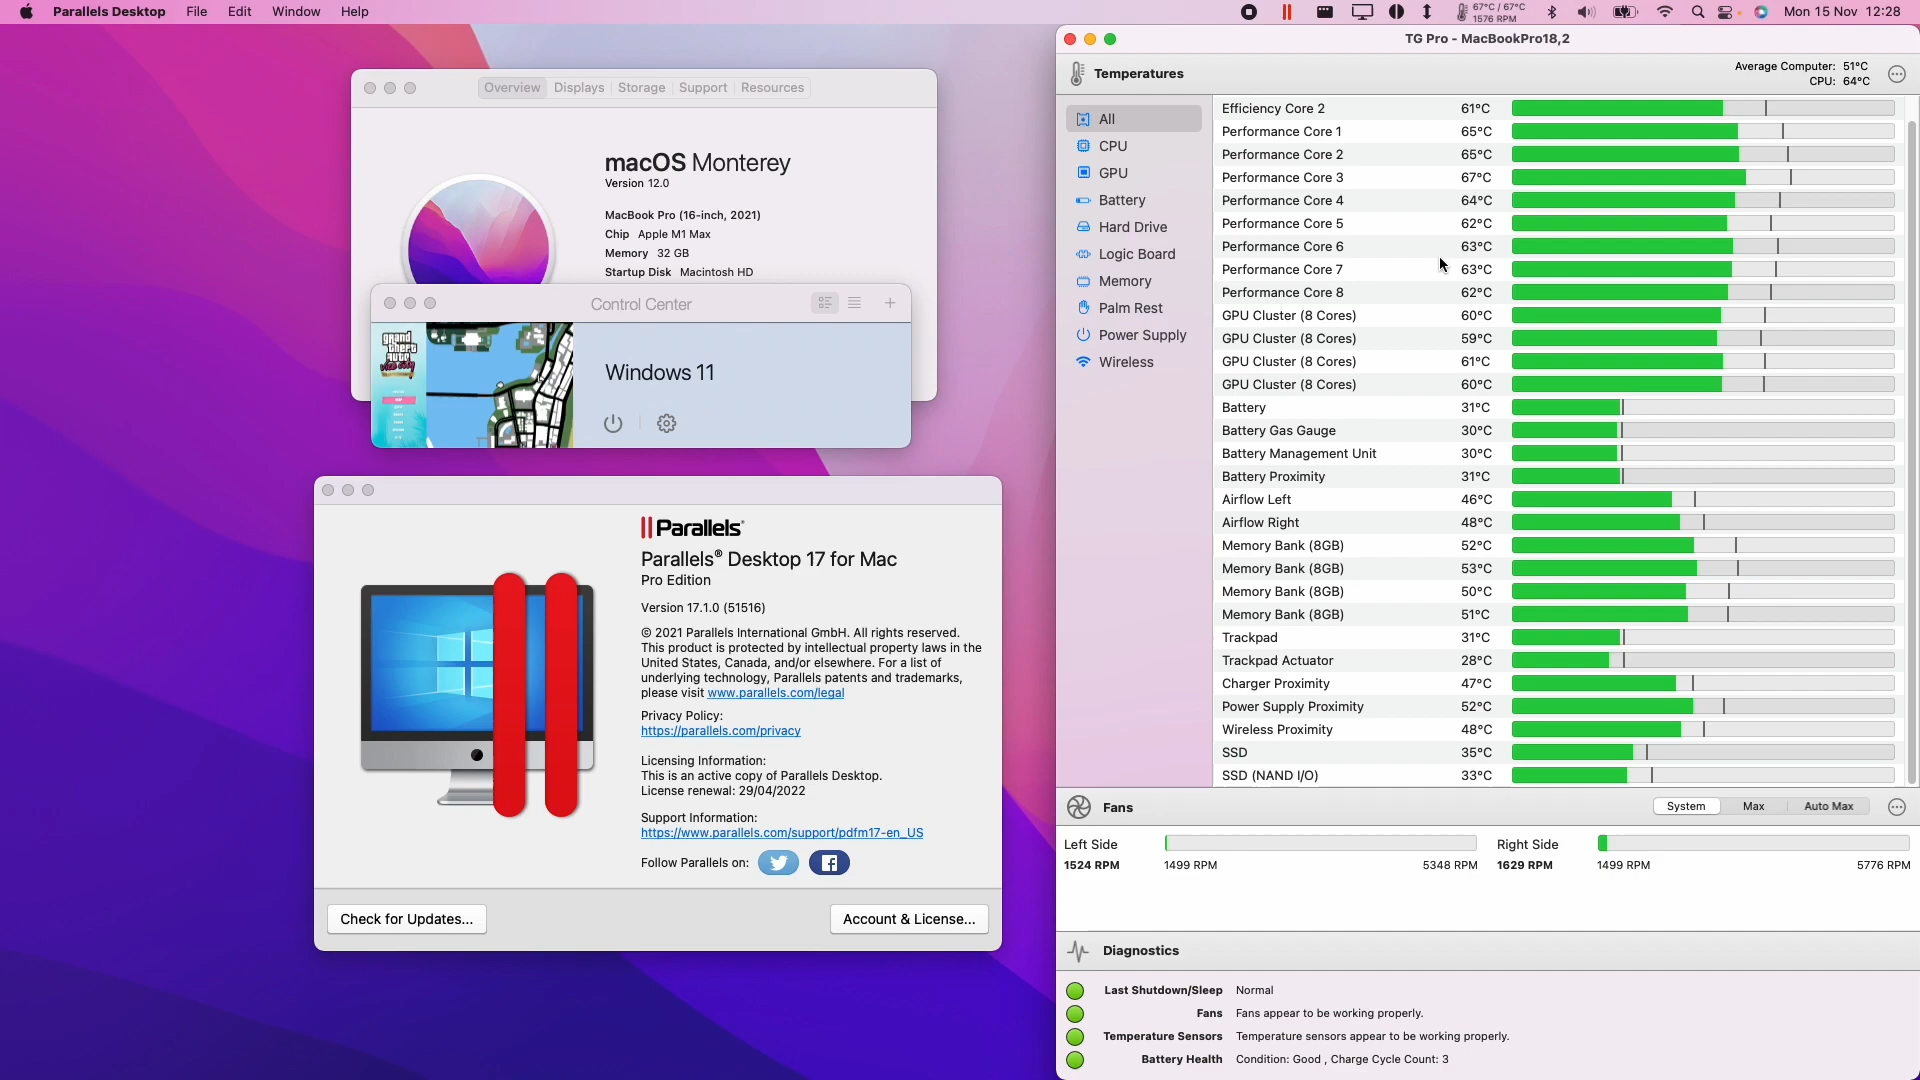 Parallels Desktop File Edit Window Help
67°C / 67°C
1576 RPM
Mon 15 Nov 12:28
Overview Displays Storage Support Resources
macOS Monterey
Version 12.0
MacBook Pro (16-inch, 2021)
Chip Apple M1 Max
Memory 32 GB
Startup Disk Macintosh HD
Control Center
grand theft auto
vice city
Windows 11
Parallels®
Parallels® Desktop 17 for Mac
Pro Edition
Version 17.1.0 (51516)
© 2021 Parallels International GmbH. All rights reserved.
This product is protected by intellectual property laws in the
United States, Canada, and/or elsewhere. For a list of
underlying technology, Parallels patents and trademarks,
please visit www.parallels.com/legal
Privacy Policy:
https://parallels.com/privacy
Licensing Information:
This is an active copy of Parallels Desktop.
License renewal: 29/04/2022
Support Information:
https://www.parallels.com/support/pdfm17-en_US
Follow Parallels on:
Check for Updates...
Account & License...
TG Pro - MacBookPro18,2
Temperatures
Average Computer: 51°C
CPU: 64°C
All
CPU
GPU
Battery
Hard Drive
Logic Board
Memory
Palm Rest
Power Supply
Wireless
Efficiency Core 2 61°C
Performance Core 1 65°C
Performance Core 2 65°C
Performance Core 3 67°C
Performance Core 4 64°C
Performance Core 5 62°C
Performance Core 6 63°C
Performance Core 7 63°C
Performance Core 8 62°C
GPU Cluster (8 Cores) 60°C
GPU Cluster (8 Cores) 59°C
GPU Cluster (8 Cores) 61°C
GPU Cluster (8 Cores) 60°C
Battery 31°C
Battery Gas Gauge 30°C
Battery Management Unit 30°C
Battery Proximity 31°C
Airflow Left 46°C
Airflow Right 48°C
Memory Bank (8GB) 52°C
Memory Bank (8GB) 53°C
Memory Bank (8GB) 50°C
Memory Bank (8GB) 51°C
Trackpad 31°C
Trackpad Actuator 28°C
Charger Proximity 47°C
Power Supply Proximity 52°C
Wireless Proximity 48°C
SSD 35°C
SSD (NAND I/O) 33°C
Fans
System Max Auto Max
Left Side
1524 RPM 1499 RPM 5348 RPM
Right Side
1629 RPM 1499 RPM 5776 RPM
Diagnostics
Last Shutdown/Sleep Normal
Fans Fans appear to be working properly.
Temperature Sensors Temperature sensors appear to be working properly.
Battery Health Condition: Good , Charge Cycle Count: 3